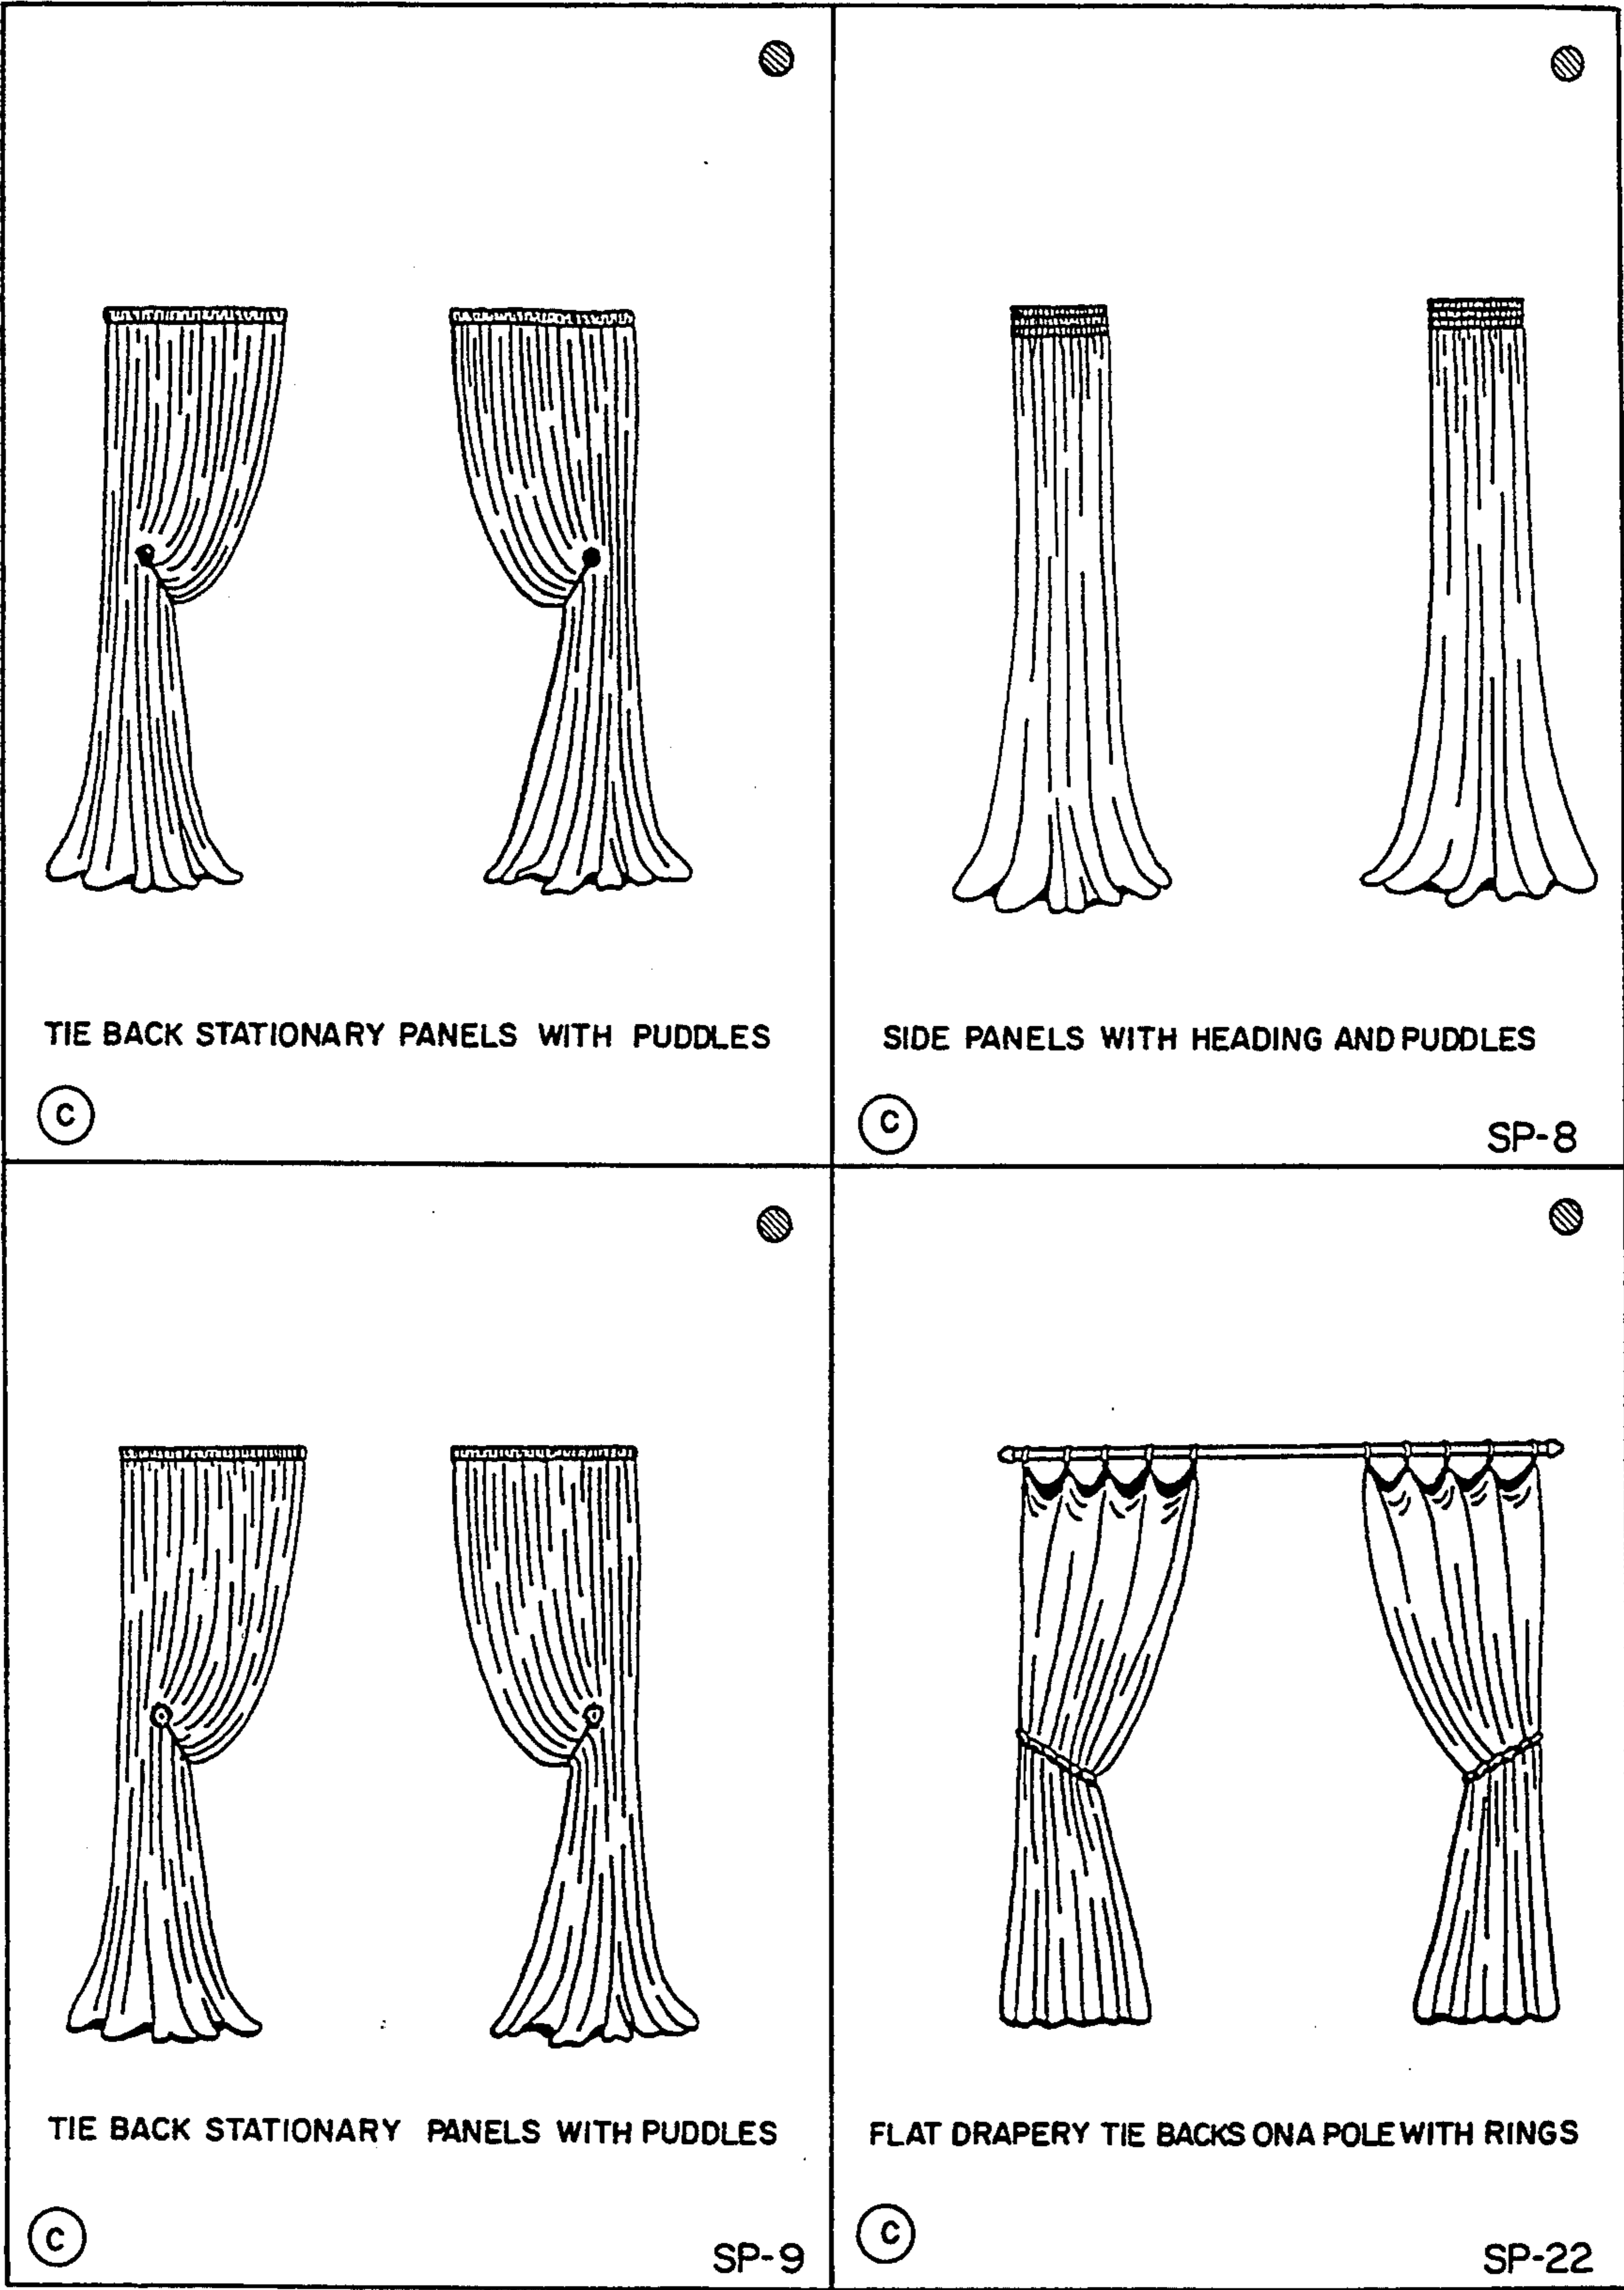 TIE BACK STATIONARY PANELS WITH PUDDLES
C
SIDE PANELS WITH HEADING AND PUDDLES
C
SP-8
TIE BACK STATIONARY PANELS WITH PUDDLES
C
SP-9
FLAT DRAPERY TIE BACKS ON A POLE WITH RINGS
C
SP-22